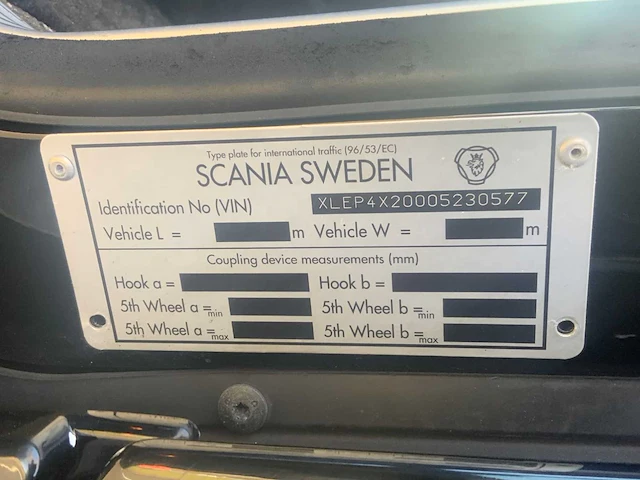 Type plate for international traffic (96/53/EC)
SCANIA SWEDEN
Identification No (VIN) XLEP4X20005230577
Vehicle L = m Vehicle W = m
Coupling device measurements (mm)
Hook a = Hook b =
5th Wheel a =min 5th Wheel b =min
5th Wheel a =max 5th Wheel b =max